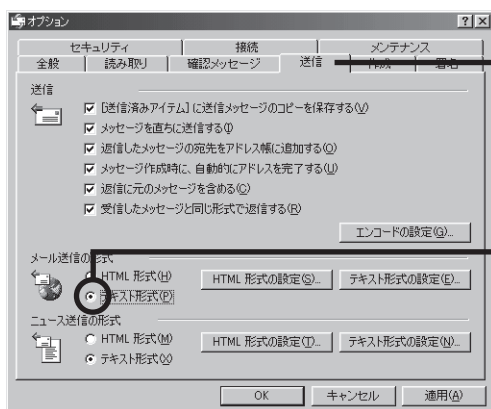 オプション
セキュリティ 接続 メンテナンス
全般 読み取り 確認メッセージ 送信 作成 署名
送信
[送信済みアイテム] に送信メッセージのコピーを保存する(V)
メッセージを直ちに送信する(I)
返信したメッセージの宛先をアドレス帳に追加する(O)
メッセージ作成時に、自動的にアドレスを完了する(U)
返信に元のメッセージを含める(C)
受信したメッセージと同じ形式で返信する(R)
エンコードの設定(G)...
メール送信の形式
HTML 形式(H) HTML 形式の設定(S)... テキスト形式の設定(E)...
テキスト形式(P)
ニュース送信の形式
HTML 形式(M) HTML 形式の設定(T)... テキスト形式の設定(N)...
テキスト形式(X)
OK キャンセル 適用(A)